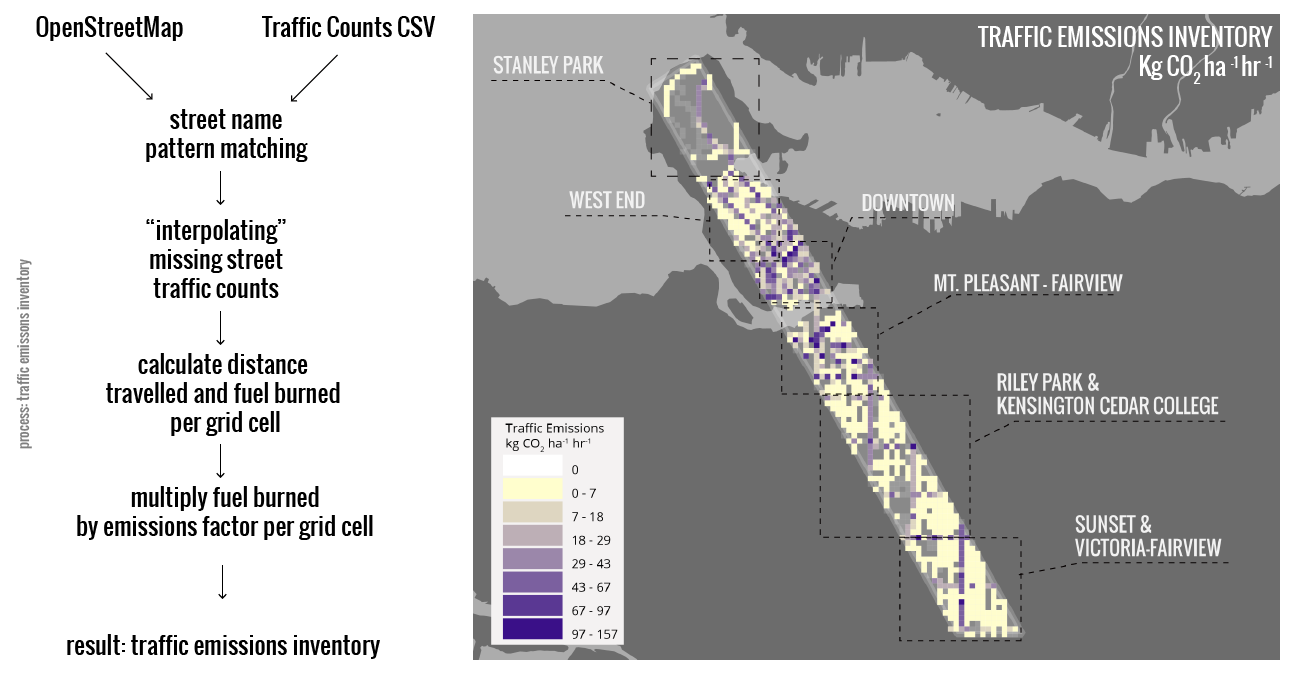 OpenStreetMap
Traffic Counts CSV
street name
pattern matching
“interpolating”
missing street
traffic counts
calculate distance
travelled and fuel burned
per grid cell
multiply fuel burned
by emissions factor per grid cell
result: traffic emissions inventory
process: traffic emissons inventory
TRAFFIC EMISSIONS INVENTORY
Kg CO2 ha -1 hr -1
STANLEY PARK
WEST END
DOWNTOWN
MT. PLEASANT - FAIRVIEW
RILEY PARK &
KENSINGTON CEDAR COLLEGE
SUNSET &
VICTORIA-FAIRVIEW
Traffic Emissions
kg CO2 ha-1 hr-1
0
0 - 7
7 - 18
18 - 29
29 - 43
43 - 67
67 - 97
97 - 157